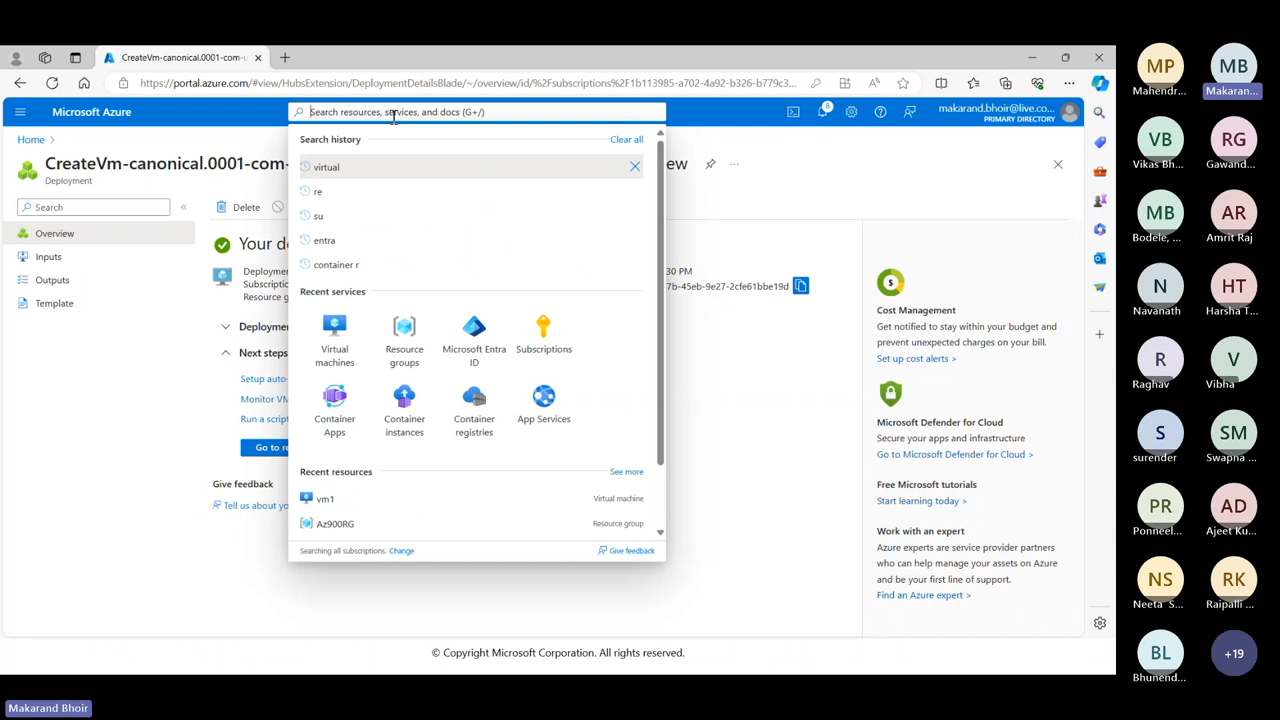 CreateVm-canonical.0001-com-u
https://portal.azure.com/#view/HubsExtension/DeploymentDetailsBlade/~/overview/id/%2Fsubscriptions%2F1b113985-a702-4a92-b326-b779c3...
Microsoft Azure
Search resources, services, and docs (G+/)
8
makarand.bhoir@live.co...
PRIMARY DIRECTORY
Home >
CreateVm-canonical.0001-com-
ew
...
Deployment
Search
«
Overview
Inputs
Outputs
Template
Delete
Your de
Deploymen
Subscriptio
Resource g
30 PM
7b-45eb-9e27-2cfe61bbe19d
Deploymen
Next steps
Setup auto-
Monitor VM
Run a scrip
Go to re
Give feedback
Tell us about yo
Search history
Clear all
virtual
re
su
entra
container r
Recent services
Virtual machines
Resource groups
Microsoft Entra ID
Subscriptions
Container Apps
Container instances
Container registries
App Services
Recent resources
See more
vm1
Virtual machine
Az900RG
Resource group
Searching all subscriptions. Change
Give feedback
Cost Management
Get notified to stay within your budget and
prevent unexpected charges on your bill.
Set up cost alerts >
Microsoft Defender for Cloud
Secure your apps and infrastructure
Go to Microsoft Defender for Cloud >
Free Microsoft tutorials
Start learning today >
Work with an expert
Azure experts are service provider partners
who can help manage your assets on Azure
and be your first line of support.
Find an Azure expert >
© Copyright Microsoft Corporation. All rights reserved.
MP
Mahendr...
MB
Makaran...
VB
Vikas Bh...
RG
Gawand...
MB
Bodele, ...
AR
Amrit Raj
N
Navanath
HT
Harsha T...
R
Raghav
V
Vibha
S
surender
SM
Swapna ...
PR
Ponneel...
AD
Ajeet Ku...
NS
Neeta S...
RK
Raipalli ...
BL
Bhunend...
+19
Makarand Bhoir